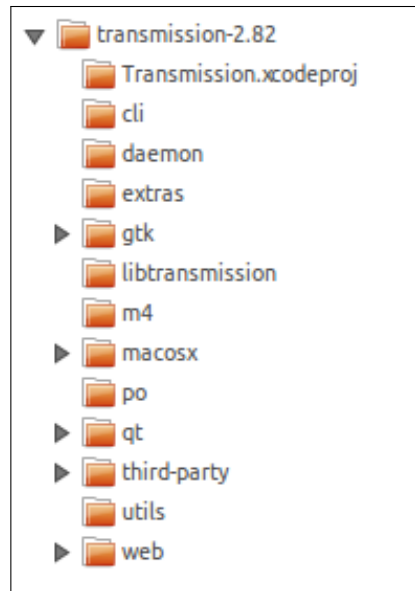 transmission-2.82
Transmission.xcodeproj
cli
daemon
extras
gtk
libtransmission
m4
macosx
po
qt
third-party
utils
web